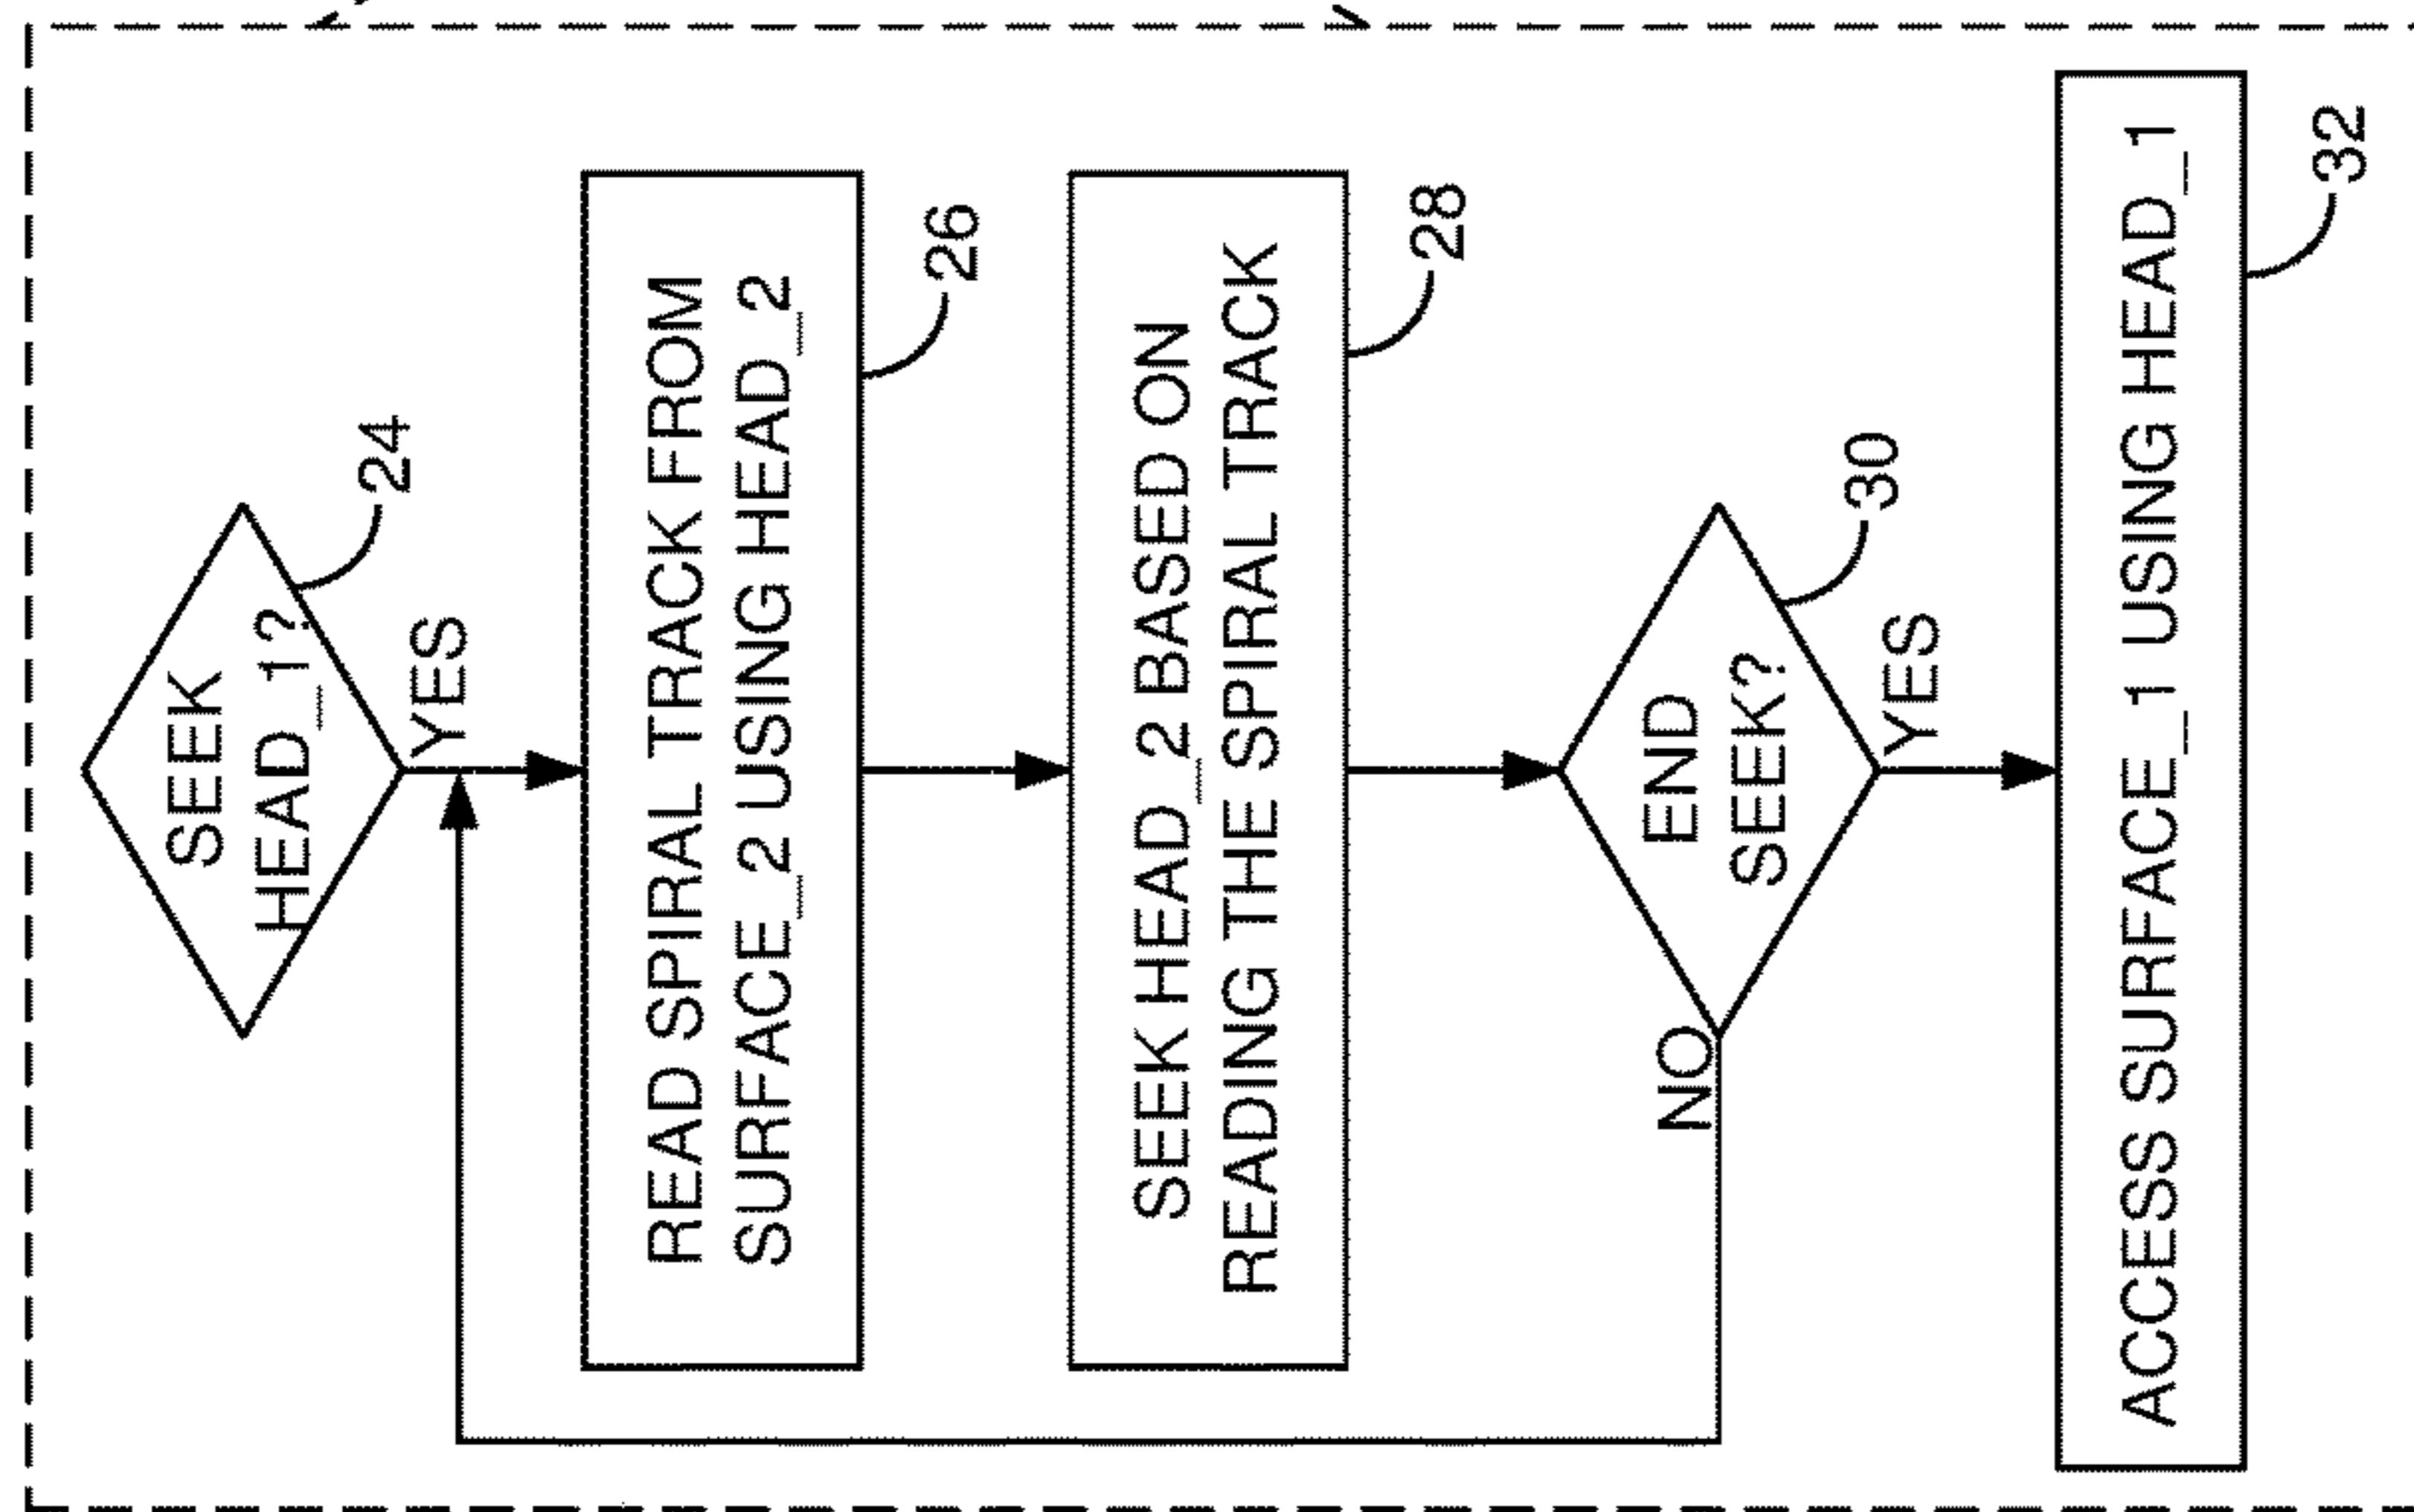 SEEK
HEAD_1?
24
YES
READ SPIRAL TRACK FROM
SURFACE_2 USING HEAD_2
26
SEEK HEAD_2 BASED ON
READING THE SPIRAL TRACK
28
END
SEEK?
30
NO
YES
ACCESS SURFACE_1 USING HEAD_1
32